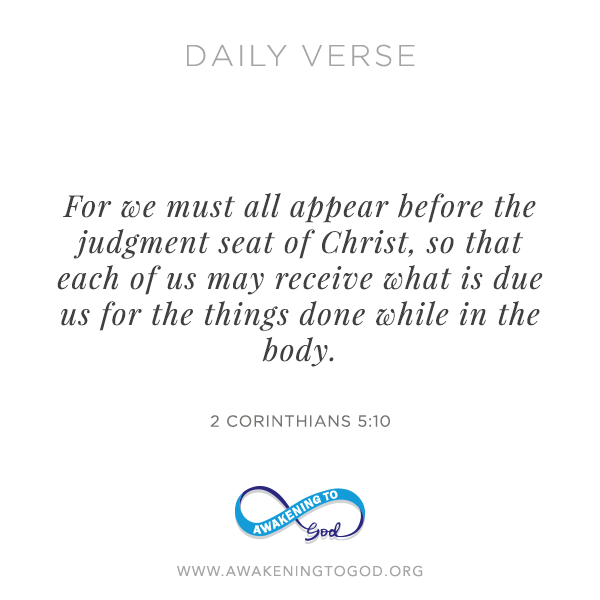 DAILY VERSE
For we must all appear before the
judgment seat of Christ, so that
each of us may receive what is due
us for the things done while in the
body.
2 CORINTHIANS 5:10
AWAKENING TO
God
WWW.AWAKENINGTOGOD.ORG